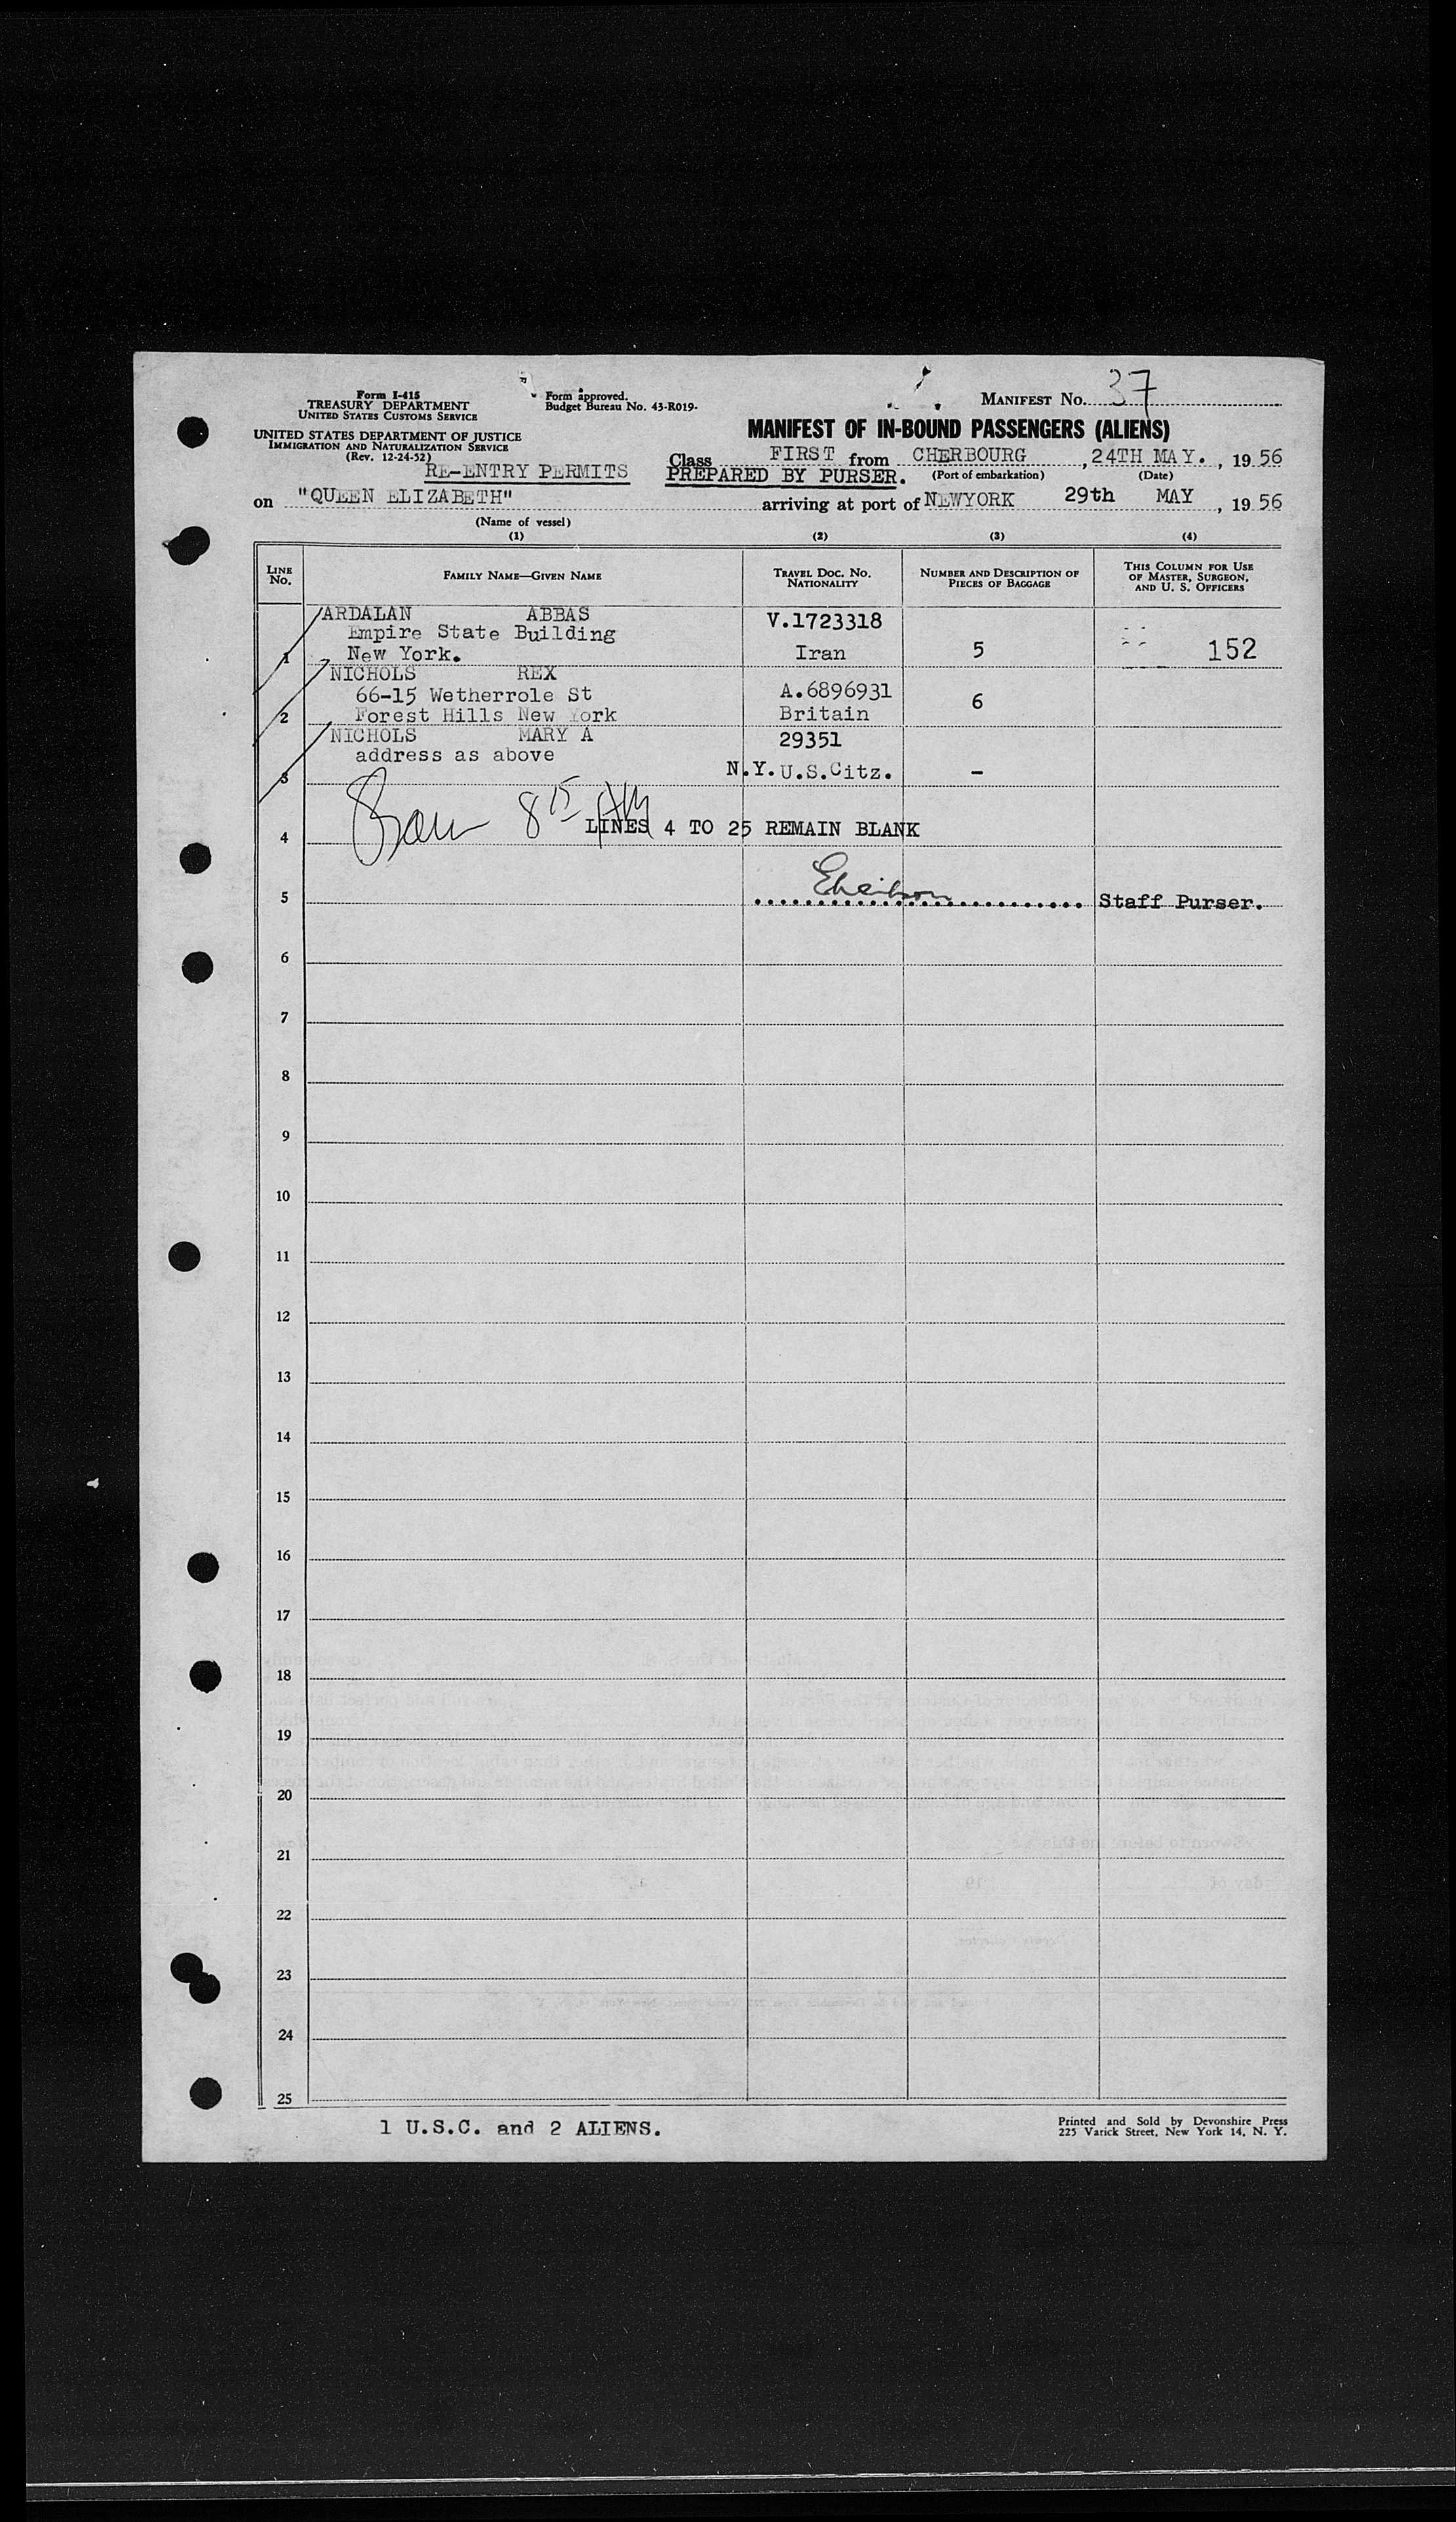 Form I-415
TREASURY DEPARTMENT
UNITED STATES CUSTOMS SERVICE
Form approved.
Budget Bureau No. 43-R019-
MANIFEST No. 37
UNITED STATES DEPARTMENT OF JUSTICE
IMMIGRATION AND NATURALIZATION SERVICE
(Rev. 12-24-52)
MANIFEST OF IN-BOUND PASSENGERS (ALIENS)
RE-ENTRY PERMITS
Class FIRST from CHERBOURG, 24TH MAY., 1956
PREPARED BY PURSER. (Port of embarkation) (Date)
on "QUEEN ELIZABETH" arriving at port of NEWYORK 29th MAY, 1956
(Name of vessel)
(1) (2) (3) (4)
LINE No. FAMILY NAME—GIVEN NAME TRAVEL DOC. NO. NATIONALITY NUMBER AND DESCRIPTION OF PIECES OF BAGGAGE THIS COLUMN FOR USE OF MASTER, SURGEON, AND U. S. OFFICERS
ARDALAN ABBAS V.1723318
Empire State Building
1 New York. Iran 5 152
NICHOLS REX
66-15 Wetherrole St A.6896931
2 Forest Hills New York Britain 6
NICHOLS MARY A 29351
address as above
3 N.Y. U.S.Citz. –
8 15 AM
4 LINES 4 TO 25 REMAIN BLANK
5 Staff Purser.
6
7
8
9
10
11
12
13
14
15
16
17
18
19
20
21
22
23
24
25
1 U.S.C. and 2 ALIENS.
Printed and Sold by Devonshire Press
225 Varick Street, New York 14, N. Y.